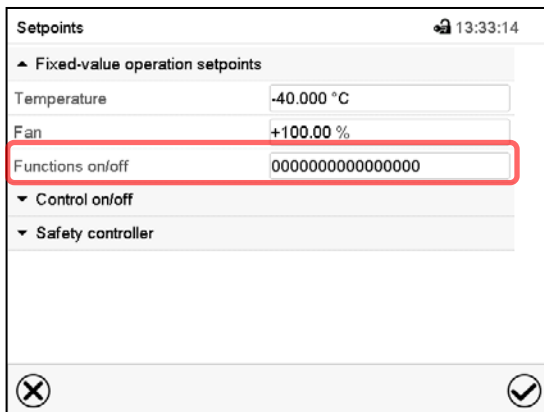 Setpoints 13:33:14
Fixed-value operation setpoints
Temperature -40.000 °C
Fan +100.00 %
Functions on/off 0000000000000000
Control on/off
Safety controller